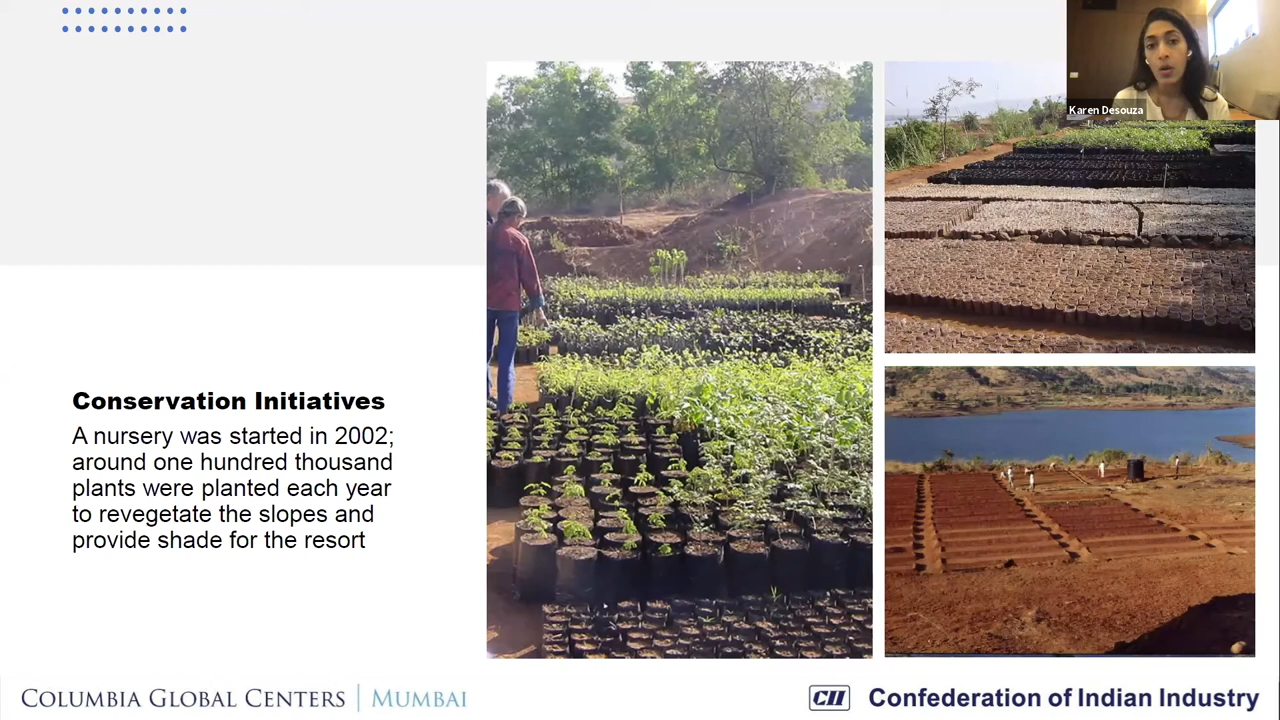 Karen Desouza
Conservation Initiatives
A nursery was started in 2002;
around one hundred thousand
plants were planted each year
to revegetate the slopes and
provide shade for the resort
COLUMBIA GLOBAL CENTERS | MUMBAI
CII Confederation of Indian Industry